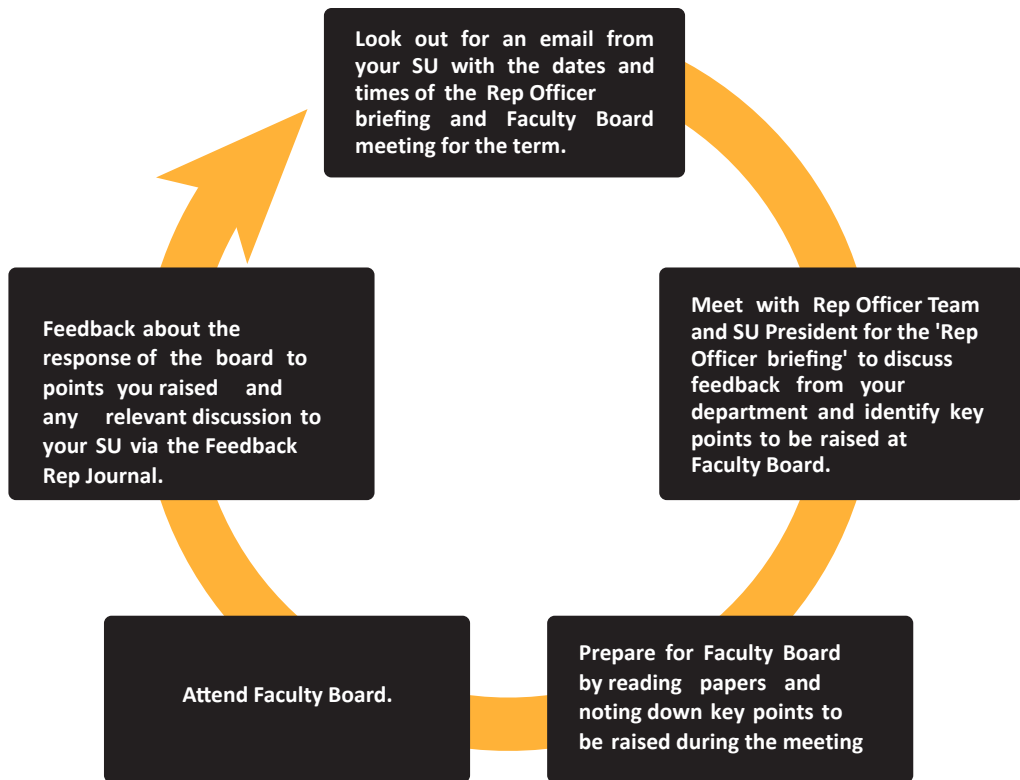 Look out for an email from
your SU with the dates and
times of the Rep Officer
briefing and Faculty Board
meeting for the term.
Meet with Rep Officer Team
and SU President for the 'Rep
Officer briefing' to discuss
feedback from your
department and identify key
points to be raised at
Faculty Board.
Prepare for Faculty Board
by reading papers and
noting down key points to
be raised during the meeting
Attend Faculty Board.
Feedback about the
response of the board to
points you raised and
any relevant discussion to
your SU via the Feedback
Rep Journal.